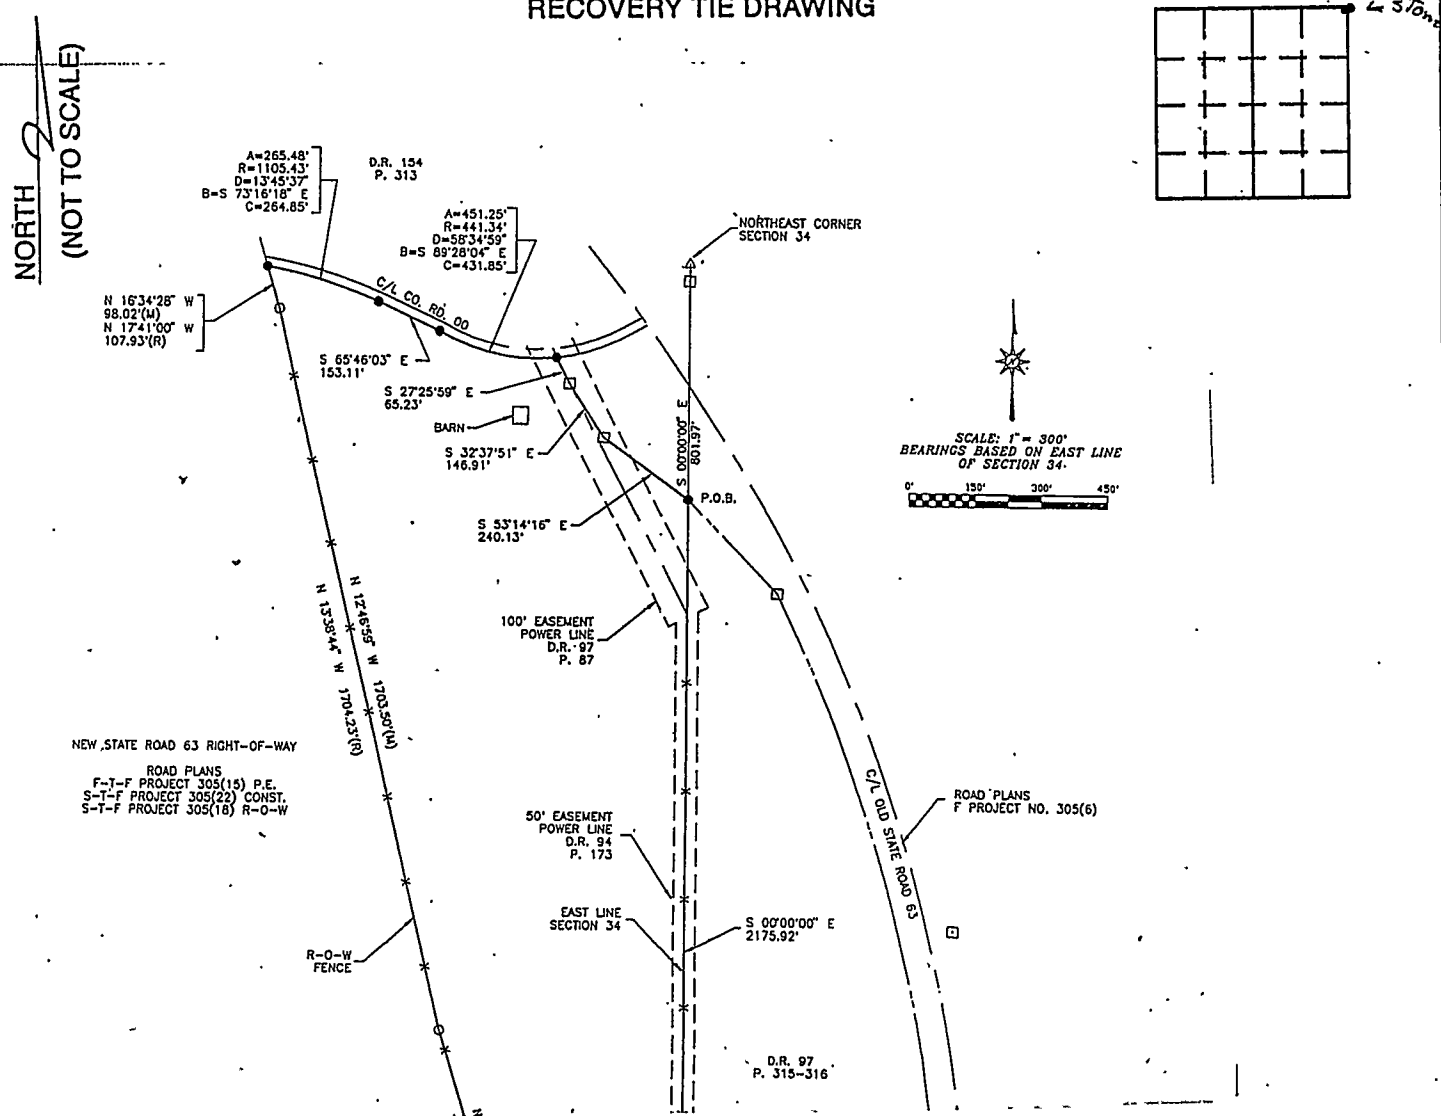 RECOVERY TIE DRAWING
NORTH
(NOT TO SCALE)
A=265.48'
R=1105.43'
D=13°45'37"
B=S 73°16'18" E
C=264.85'
D.R. 154
P. 313
A=451.25'
R=441.34'
D=58°34'59"
B=S 89°28'04" E
C=431.85'
NORTHEAST CORNER
SECTION 34
C/L CO. RD. 00
N 16°34'28" W
98.02'(M)
N 17°41'00" W
107.93'(R)
S 65°46'03" E
153.11'
S 27°25'59" E
65.23'
BARN
S 32°37'51" E
146.91'
S 00°00'00" E
801.97'
P.O.B.
SCALE: 1" = 300'
BEARINGS BASED ON EAST LINE
OF SECTION 34.
0' 150' 300' 450'
S 53°14'16" E
240.13'
N 12°46'59" W 1703.50'(M)
N 13°38'44" W 1704.23'(R)
100' EASEMENT
POWER LINE
D.R. 97
P. 87
NEW STATE ROAD 63 RIGHT-OF-WAY
ROAD PLANS
F-T-F PROJECT 305(15) P.E.
S-T-F PROJECT 305(22) CONST.
S-T-F PROJECT 305(18) R-O-W
C/L OLD STATE ROAD 63
ROAD PLANS
F PROJECT NO. 305(6)
50' EASEMENT
POWER LINE
D.R. 94
P. 173
EAST LINE
SECTION 34
S 00°00'00" E
2175.92'
R-O-W
FENCE
D.R. 97
P. 315-316
N